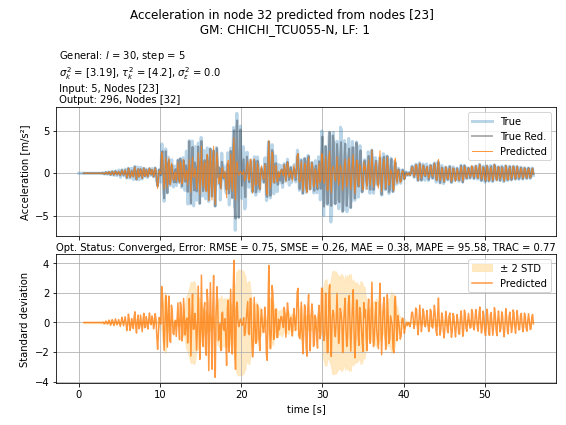 Acceleration in node 32 predicted from nodes [23]
GM: CHICHI_TCU055-N, LF: 1
General: l = 30, step = 5
σ²ₖ = [3.19], τ²ₖ = [4.2], σ²ε = 0.0
Input: 5, Nodes [23]
Output: 296, Nodes [32]
Acceleration [m/s²]
5
0
−5
True
True Red.
Predicted
Opt. Status: Converged, Error: RMSE = 0.75, SMSE = 0.26, MAE = 0.38, MAPE = 95.58, TRAC = 0.77
Standard deviation
4
2
0
−2
−4
± 2 STD
Predicted
0 10 20 30 40 50
time [s]